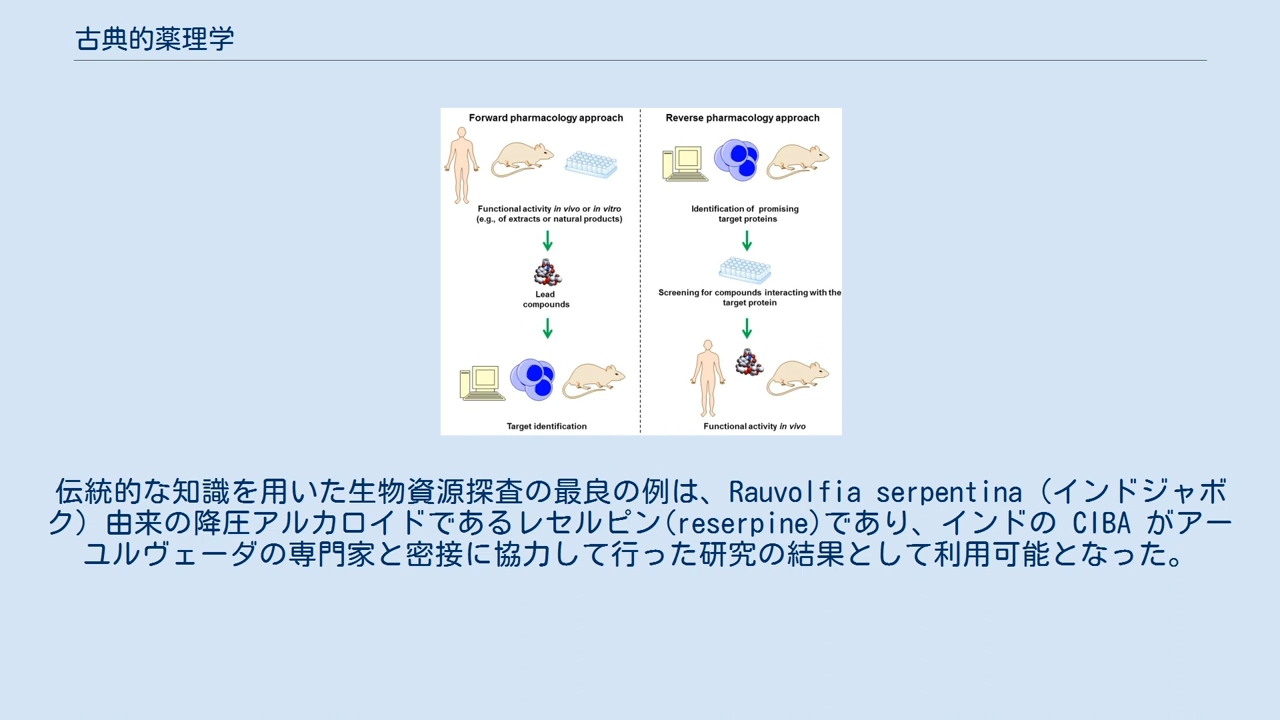 古典的薬理学
Forward pharmacology approach
Functional activity in vivo or in vitro
(e.g., of extracts or natural products)
Lead
compounds
Target identification
Reverse pharmacology approach
Identification of promising
target proteins
Screening for compounds interacting with the
target protein
Functional activity in vivo
伝統的な知識を用いた生物資源探査の最良の例は、Rauvolfia serpentina (インドジャボ
ク) 由来の降圧アルカロイドであるレセルピン(reserpine)であり、インドの CIBA がアー
ユルヴェーダの専門家と密接に協力して行った研究の結果として利用可能となった。